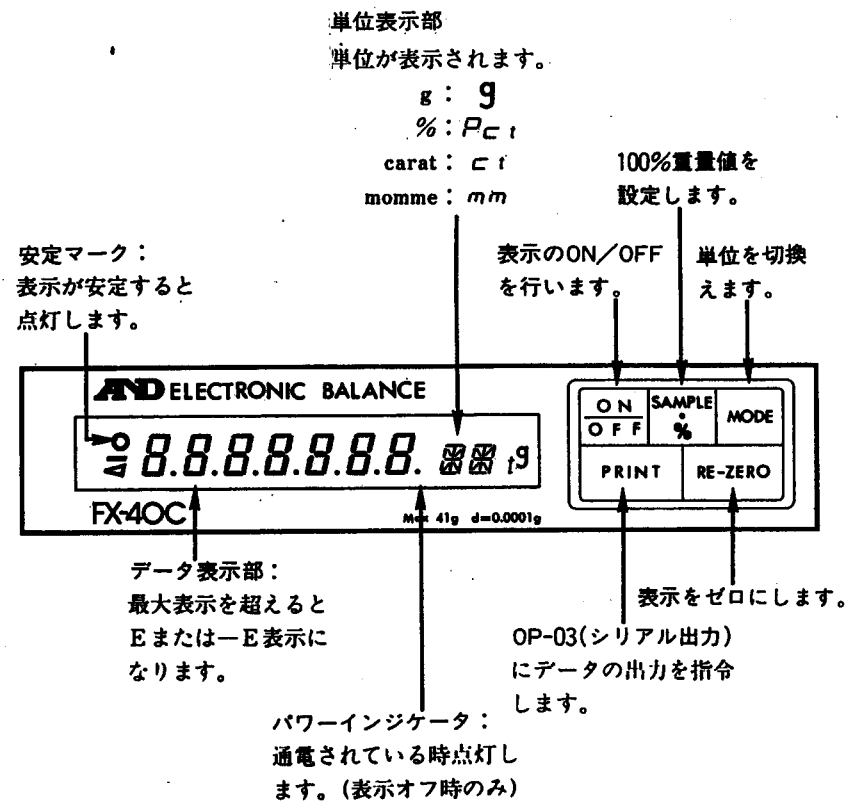 単位表示部
単位が表示されます。
g : g
% : Pct
carat : ct
momme : mm
100%重量値を
設定します。
安定マーク：
表示が安定すると
点灯します。
表示のON／OFF
を行います。
単位を切換
えます。
AND ELECTRONIC BALANCE
8.8.8.8.8.8.8. t g
FX-40C
Max 41g d=0.0001g
ON
OFF
SAMPLE
%
MODE
PRINT
RE-ZERO
データ表示部：
最大表示を超えると
Eまたは－E表示に
なります。
表示をゼロにします。
OP-03(シリアル出力)
にデータの出力を指令
します。
パワーインジケータ：
通電されている時点灯し
ます。(表示オフ時のみ)